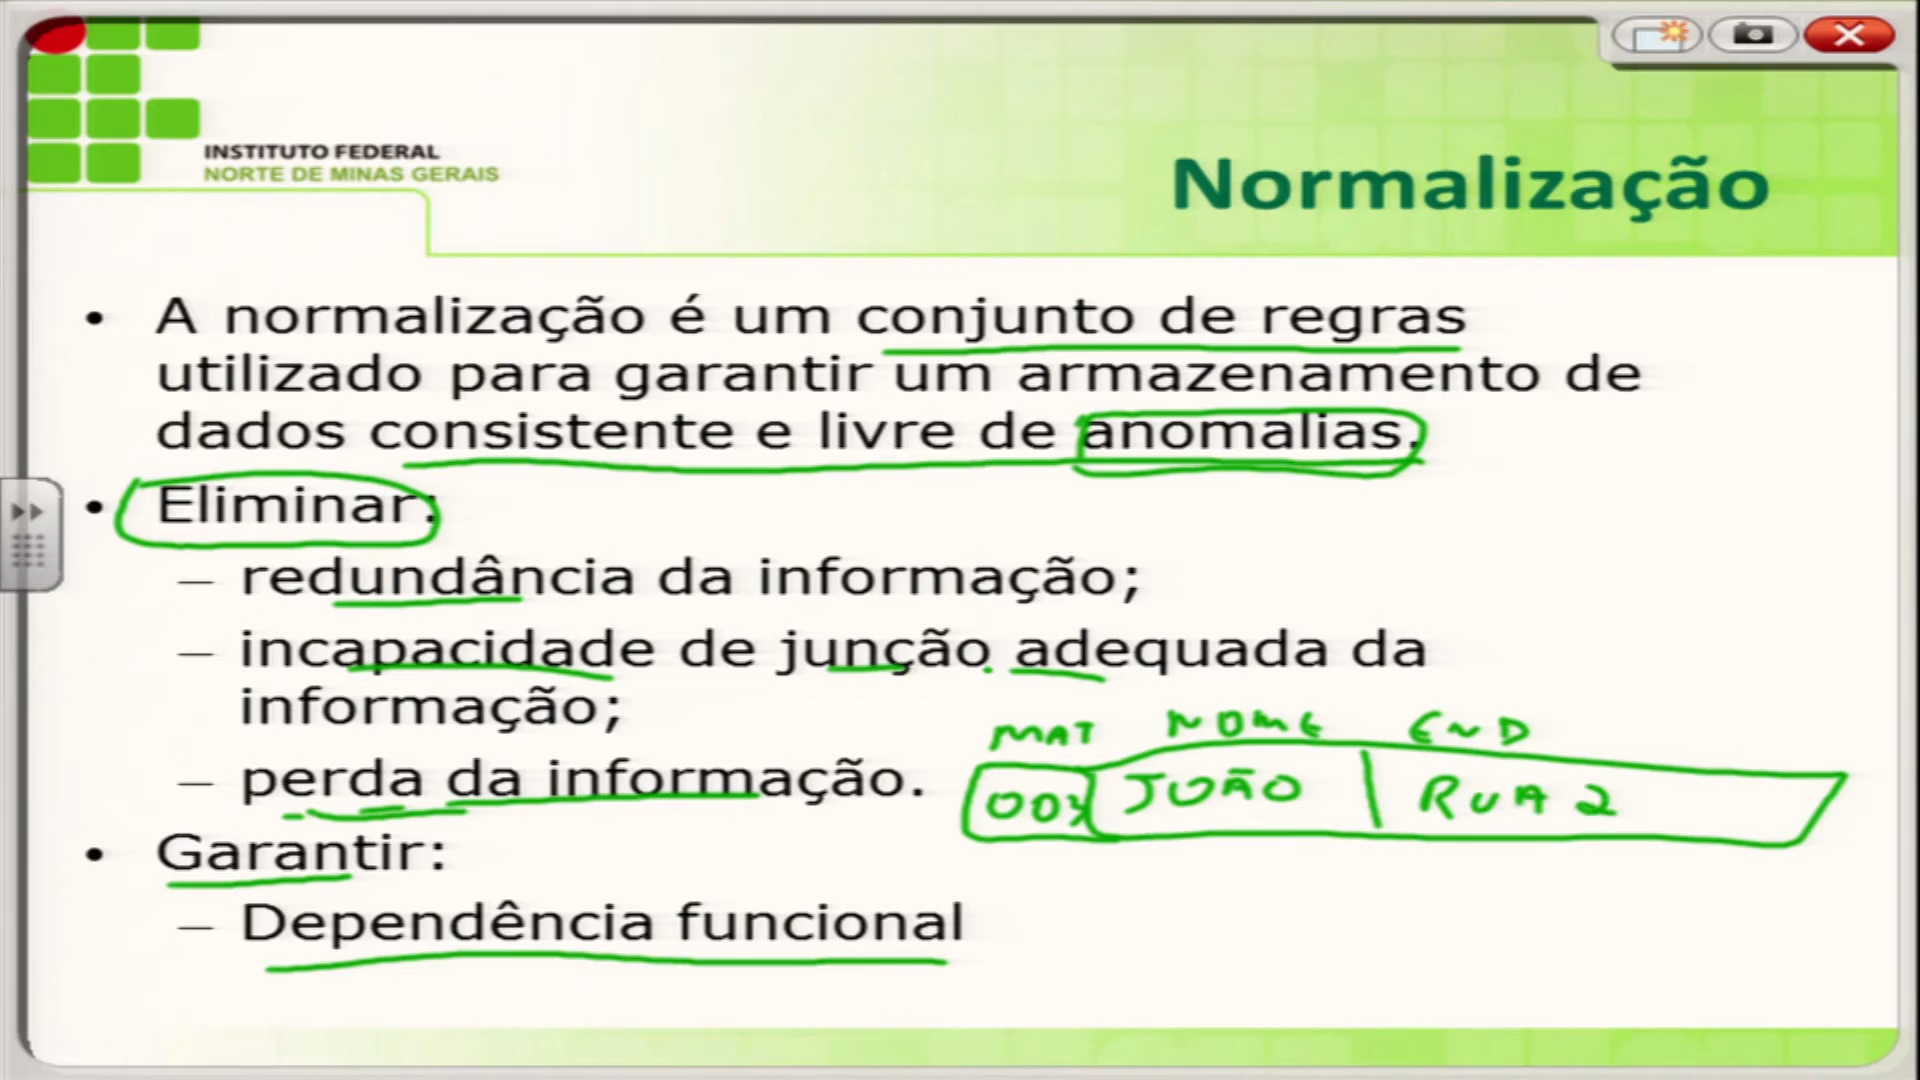 INSTITUTO FEDERAL
NORTE DE MINAS GERAIS
Normalização
• A normalização é um conjunto de regras
utilizado para garantir um armazenamento de
dados consistente e livre de anomalias.
• Eliminar:
– redundância da informação;
– incapacidade de junção adequada da
informação;
MAT NOME END
– perda da informação.
JOÃO RUA 2
• Garantir:
– Dependência funcional